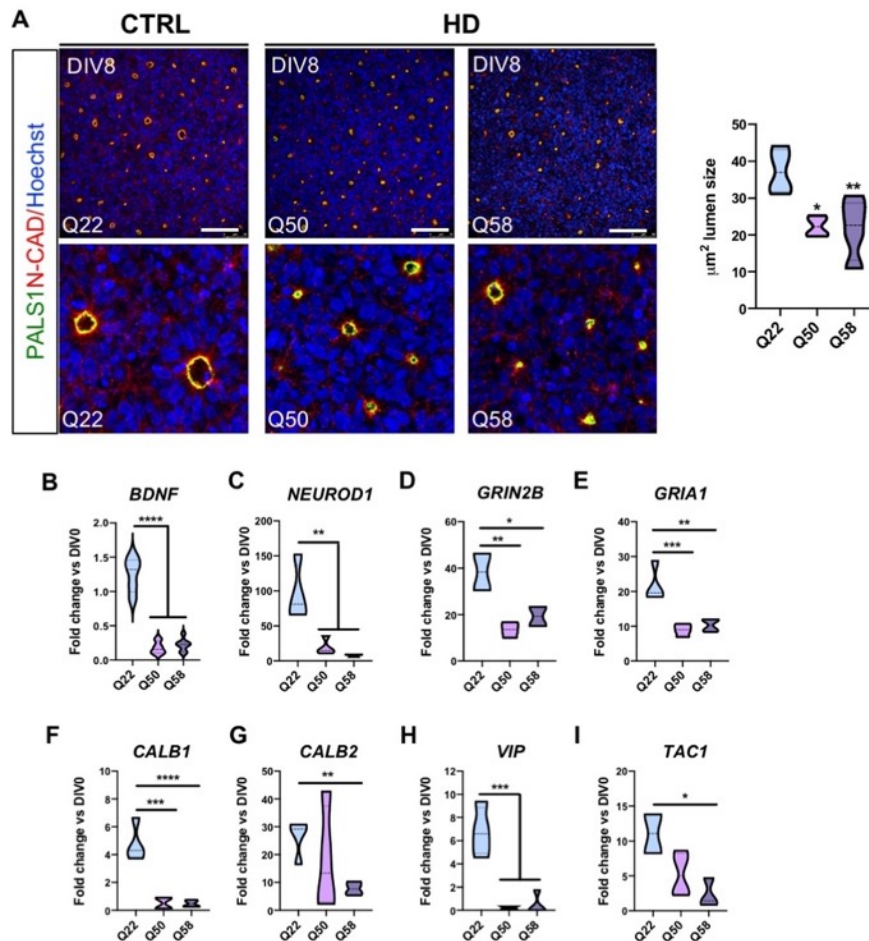 A
CTRL
HD
PALS1N-CAD/Hoechst
DIV8
DIV8
DIV8
Q22
Q50
Q58
Q22
Q50
Q58
µm² lumen size
50
40
30
20
10
0
*
**
Q22
Q50
Q58
B
BDNF
Fold change vs DIV0
2.0
1.5
1.0
0.5
0.0
****
Q22
Q50
Q58
C
NEUROD1
Fold change vs DIV0
200
150
100
50
0
**
Q22
Q50
Q58
D
GRIN2B
Fold change vs DIV0
60
40
20
0
*
**
Q22
Q50
Q58
E
GRIA1
Fold change vs DIV0
40
30
20
10
0
**
***
Q22
Q50
Q58
F
CALB1
Fold change vs DIV0
10
8
6
4
2
0
****
***
Q22
Q50
Q58
G
CALB2
Fold change vs DIV0
50
40
30
20
10
0
**
Q22
Q50
Q58
H
VIP
Fold change vs DIV0
12
10
8
6
4
2
0
***
Q22
Q50
Q58
I
TAC1
Fold change vs DIV0
20
15
10
5
0
*
Q22
Q50
Q58